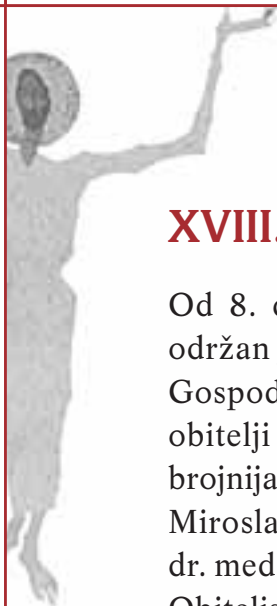 XVIII.
Od 8. 
održan
Gospod
obitelji
brojnija
Mirosla
dr. med